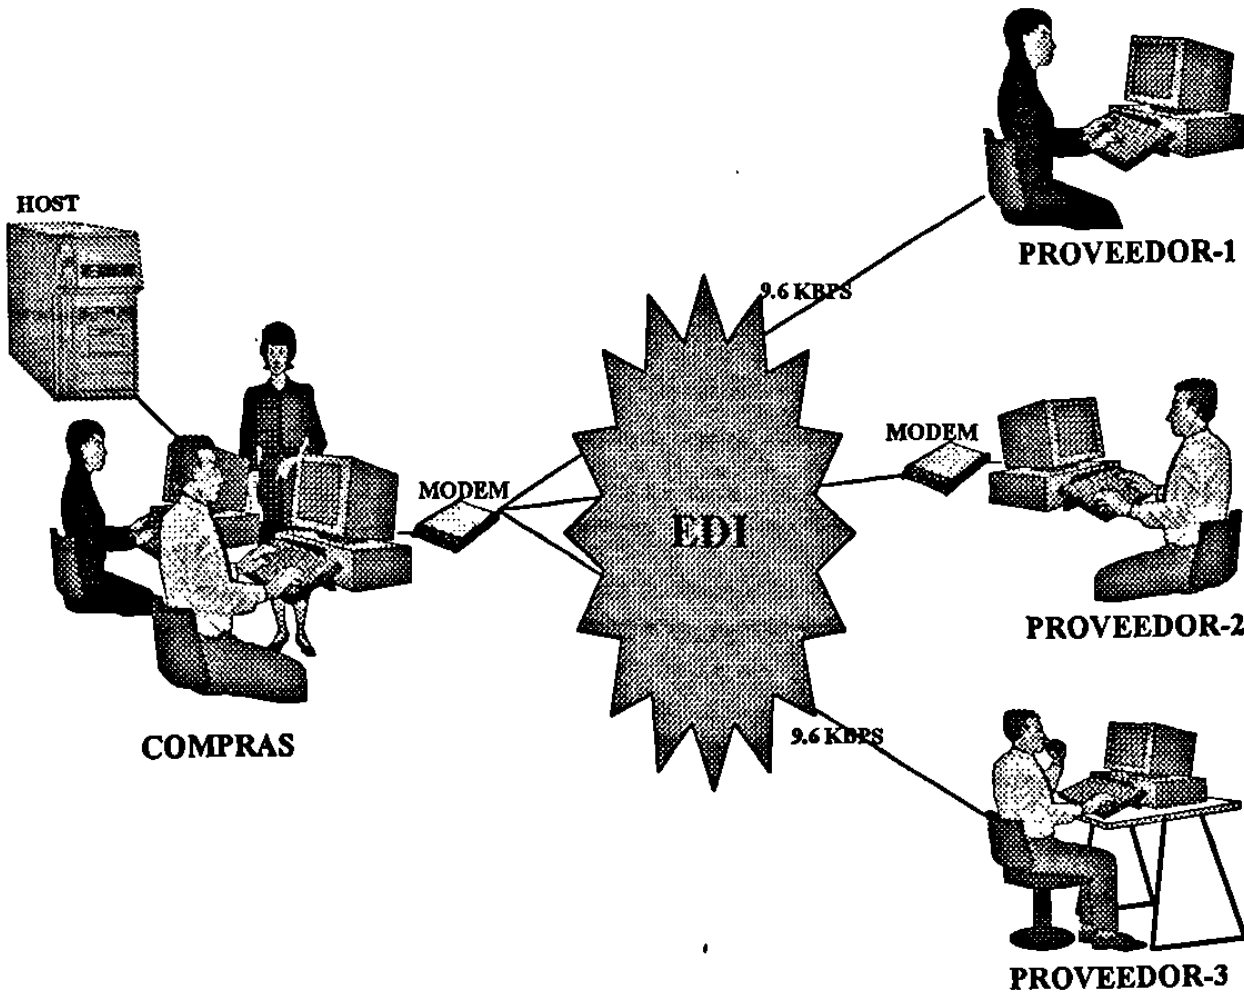 PROVEEDOR-1
HOST
9.6 KBPS
MODEM
MODEM
EDI
PROVEEDOR-2
COMPRAS
9.6 KBPS
PROVEEDOR-3